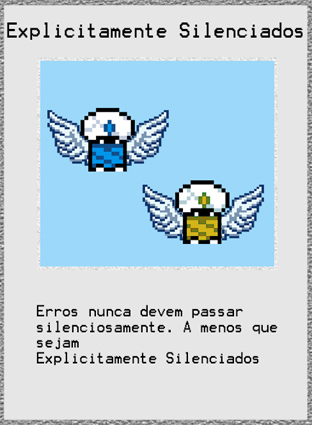 Explicitamente Silenciados
Erros nunca devem passar
silenciosamente. A menos que
sejam
Explicitamente Silenciados